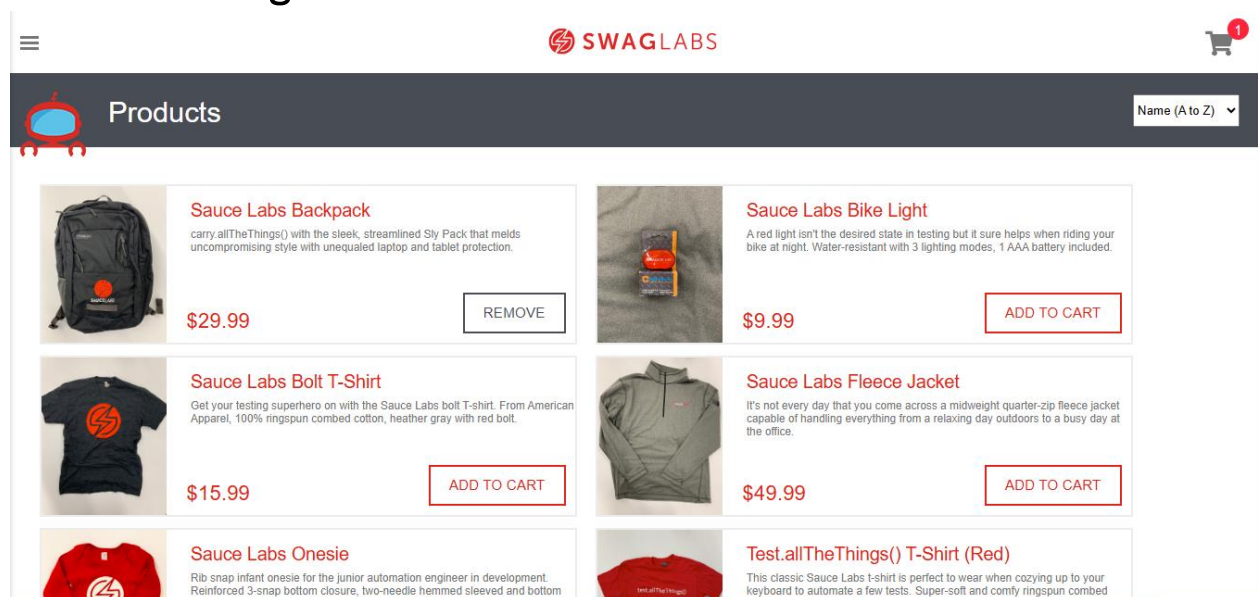 SWAGLABS
1
Products
Name (A to Z)
Sauce Labs Backpack
carry.allTheThings() with the sleek, streamlined Sly Pack that melds
uncompromising style with unequaled laptop and tablet protection.
$29.99
REMOVE
Sauce Labs Bike Light
A red light isn't the desired state in testing but it sure helps when riding your
bike at night. Water-resistant with 3 lighting modes, 1 AAA battery included.
$9.99
ADD TO CART
Sauce Labs Bolt T-Shirt
Get your testing superhero on with the Sauce Labs bolt T-shirt. From American
Apparel, 100% ringspun combed cotton, heather gray with red bolt.
$15.99
ADD TO CART
Sauce Labs Fleece Jacket
It's not every day that you come across a midweight quarter-zip fleece jacket
capable of handling everything from a relaxing day outdoors to a busy day at
the office.
$49.99
ADD TO CART
Sauce Labs Onesie
Rib snap infant onesie for the junior automation engineer in development.
Reinforced 3-snap bottom closure, two-needle hemmed sleeved and bottom
Test.allTheThings() T-Shirt (Red)
This classic Sauce Labs t-shirt is perfect to wear when cozying up to your
keyboard to automate a few tests. Super-soft and comfy ringspun combed